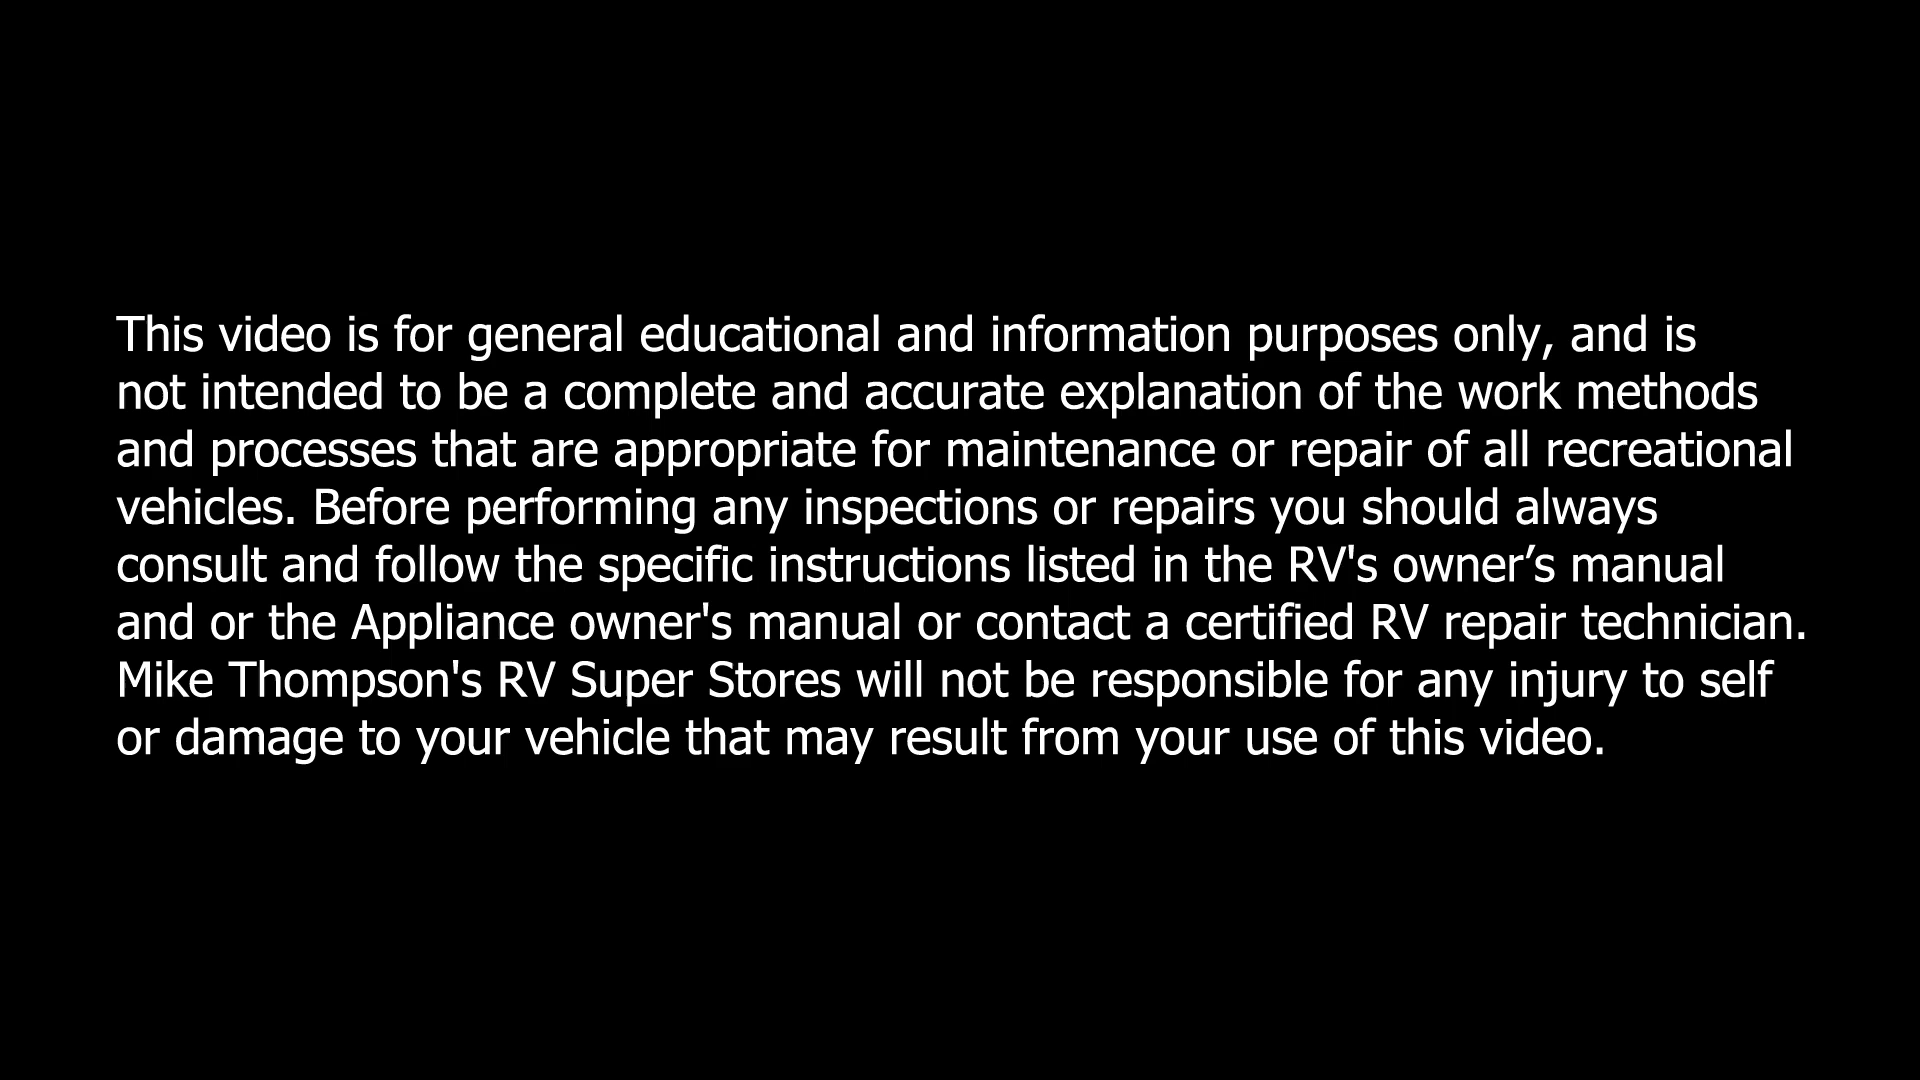 This video is for general educational and information purposes only, and is
not intended to be a complete and accurate explanation of the work methods
and processes that are appropriate for maintenance or repair of all recreational
vehicles. Before performing any inspections or repairs you should always
consult and follow the specific instructions listed in the RV's owner’s manual
and or the Appliance owner's manual or contact a certified RV repair technician.
Mike Thompson's RV Super Stores will not be responsible for any injury to self
or damage to your vehicle that may result from your use of this video.